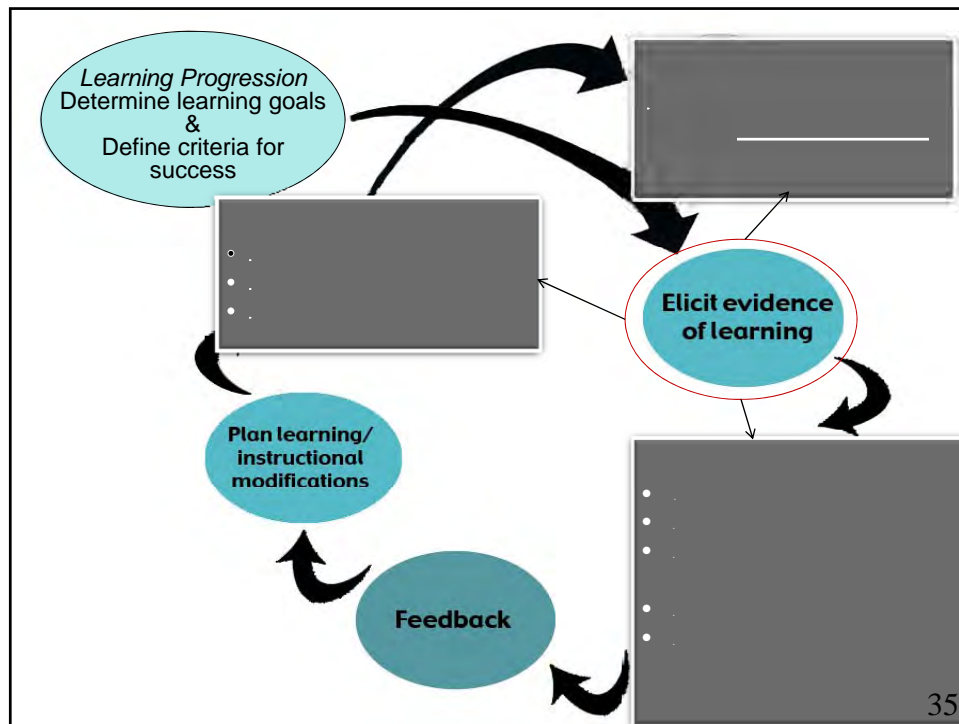 Learning Progression
Determine learning goals
&
Define criteria for
success
Elicit evidence
of learning
Plan learning/
instructional
modifications
Feedback
35